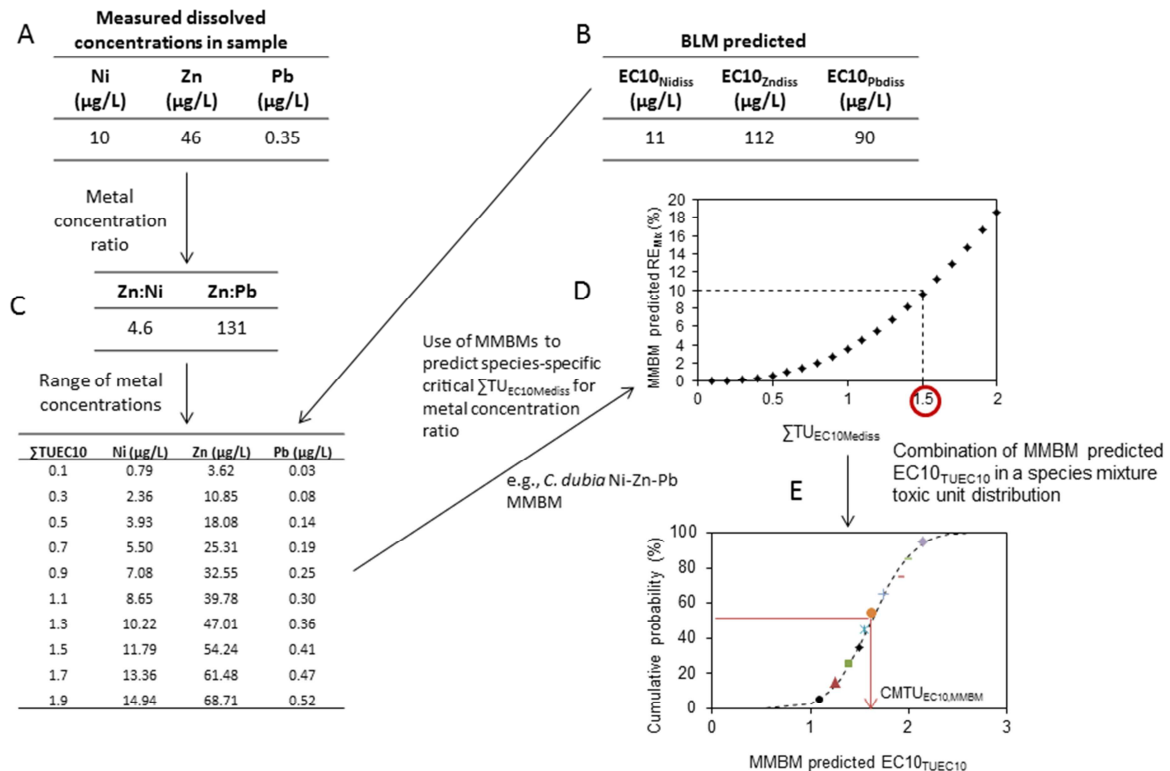 A
Measured dissolved
concentrations in sample
Ni Zn Pb
(µg/L) (µg/L) (µg/L)
10 46 0.35
B
BLM predicted
EC10Nidiss EC10Zndiss EC10Pbdiss
(µg/L) (µg/L) (µg/L)
11 112 90
Metal
concentration
ratio
C
Zn:Ni Zn:Pb
4.6 131
Range of metal
concentrations
∑TUEC10 Ni (µg/L) Zn (µg/L) Pb (µg/L)
0.1 0.79 3.62 0.03
0.3 2.36 10.85 0.08
0.5 3.93 18.08 0.14
0.7 5.50 25.31 0.19
0.9 7.08 32.55 0.25
1.1 8.65 39.78 0.30
1.3 10.22 47.01 0.36
1.5 11.79 54.24 0.41
1.7 13.36 61.48 0.47
1.9 14.94 68.71 0.52
Use of MMBMs to
predict species-specific
critical ∑TUEC10Mediss for
metal concentration
ratio
e.g., C. dubia Ni-Zn-Pb
MMBM
D
MMBM predicted REMix (%)
20
18
16
14
12
10
8
6
4
2
0
0 0.5 1 1.5 2
∑TUEC10Mediss
Combination of MMBM predicted
EC10TUEC10 in a species mixture
toxic unit distribution
E
Cumulative probability (%)
100
80
60
40
20
0
CMTUEC10,MMBM
0 1 2 3
MMBM predicted EC10TUEC10